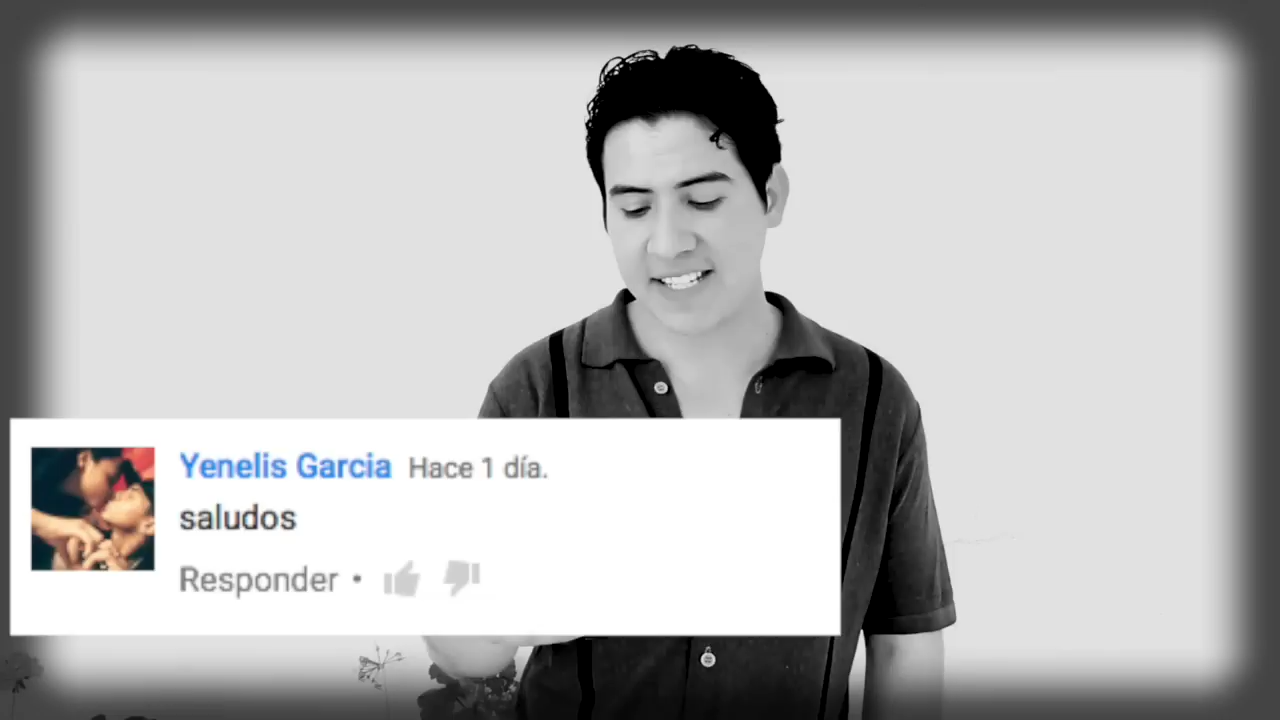 Yenelis Garcia Hace 1 día.
saludos
Responder •